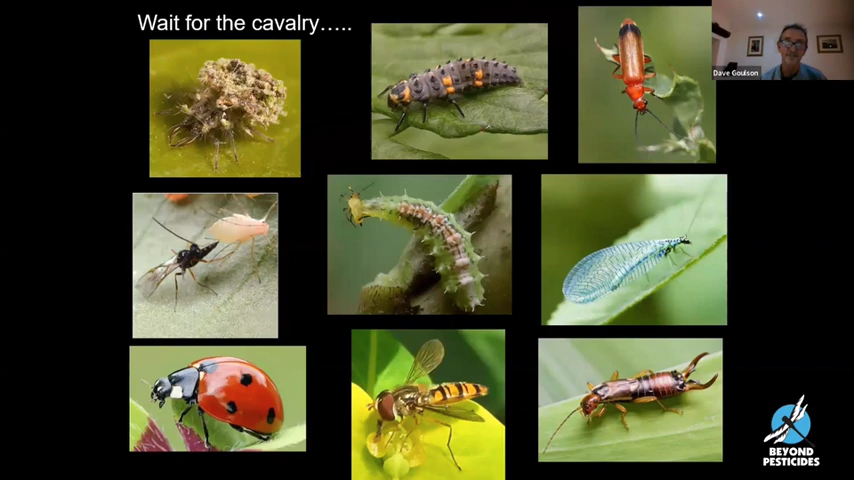 Wait for the cavalry…..
Dave Goulson
BEYOND
PESTICIDES